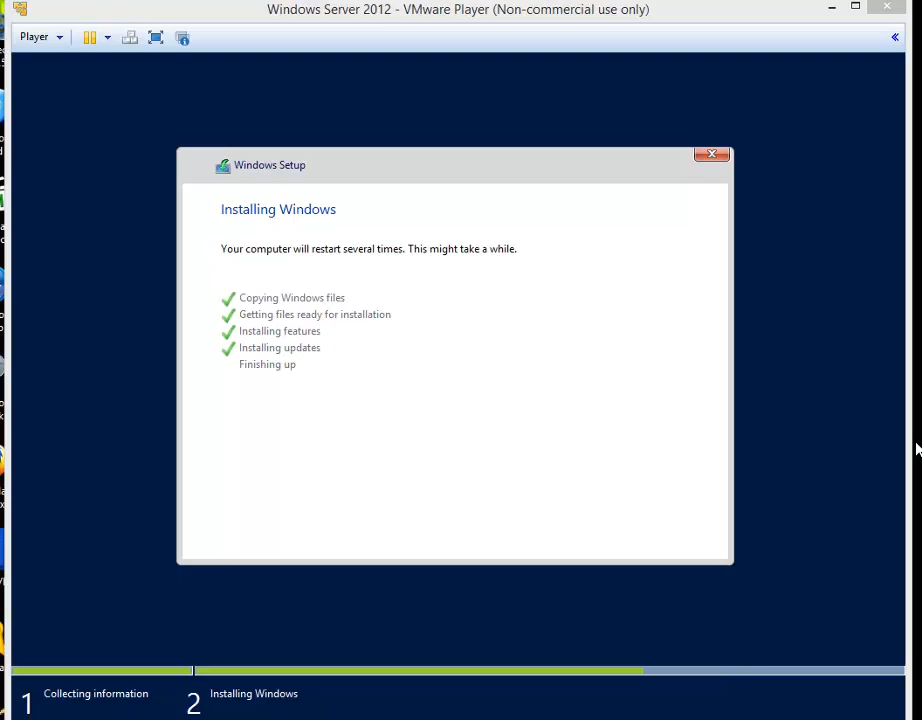 Windows Server 2012 - VMware Player (Non-commercial use only)
Player
Windows Setup
Installing Windows
Your computer will restart several times. This might take a while.
Copying Windows files
Getting files ready for installation
Installing features
Installing updates
Finishing up
1 Collecting information
2 Installing Windows